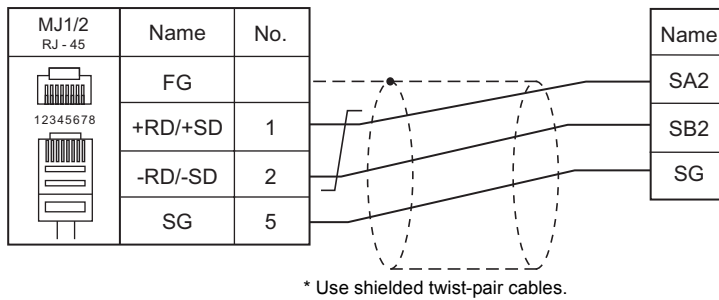 MJ1/2 Name No. Name
RJ - 45
FG SA2
12345678
+RD/+SD 1 SB2
-RD/-SD 2 SG
SG 5
* Use shielded twist-pair cables.